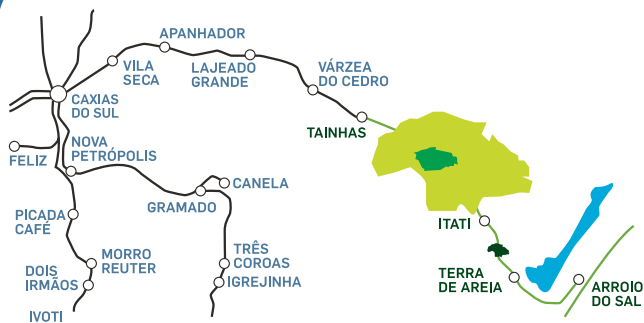 APANHADOR
VILA
SECA
LAJEADO
GRANDE
VÁRZEA
DO CEDRO
CAXIAS
DO SUL
TAINHAS
NOVA
PETRÓPOLIS
FELIZ
CANELA
GRAMADO
PICADA
CAFÉ
ITATI
MORRO
REUTER
TRÊS
COROAS
DOIS
IRMÃOS
IGREJINHA
TERRA
DE AREIA
ARROIO
DO SAL
IVOTI